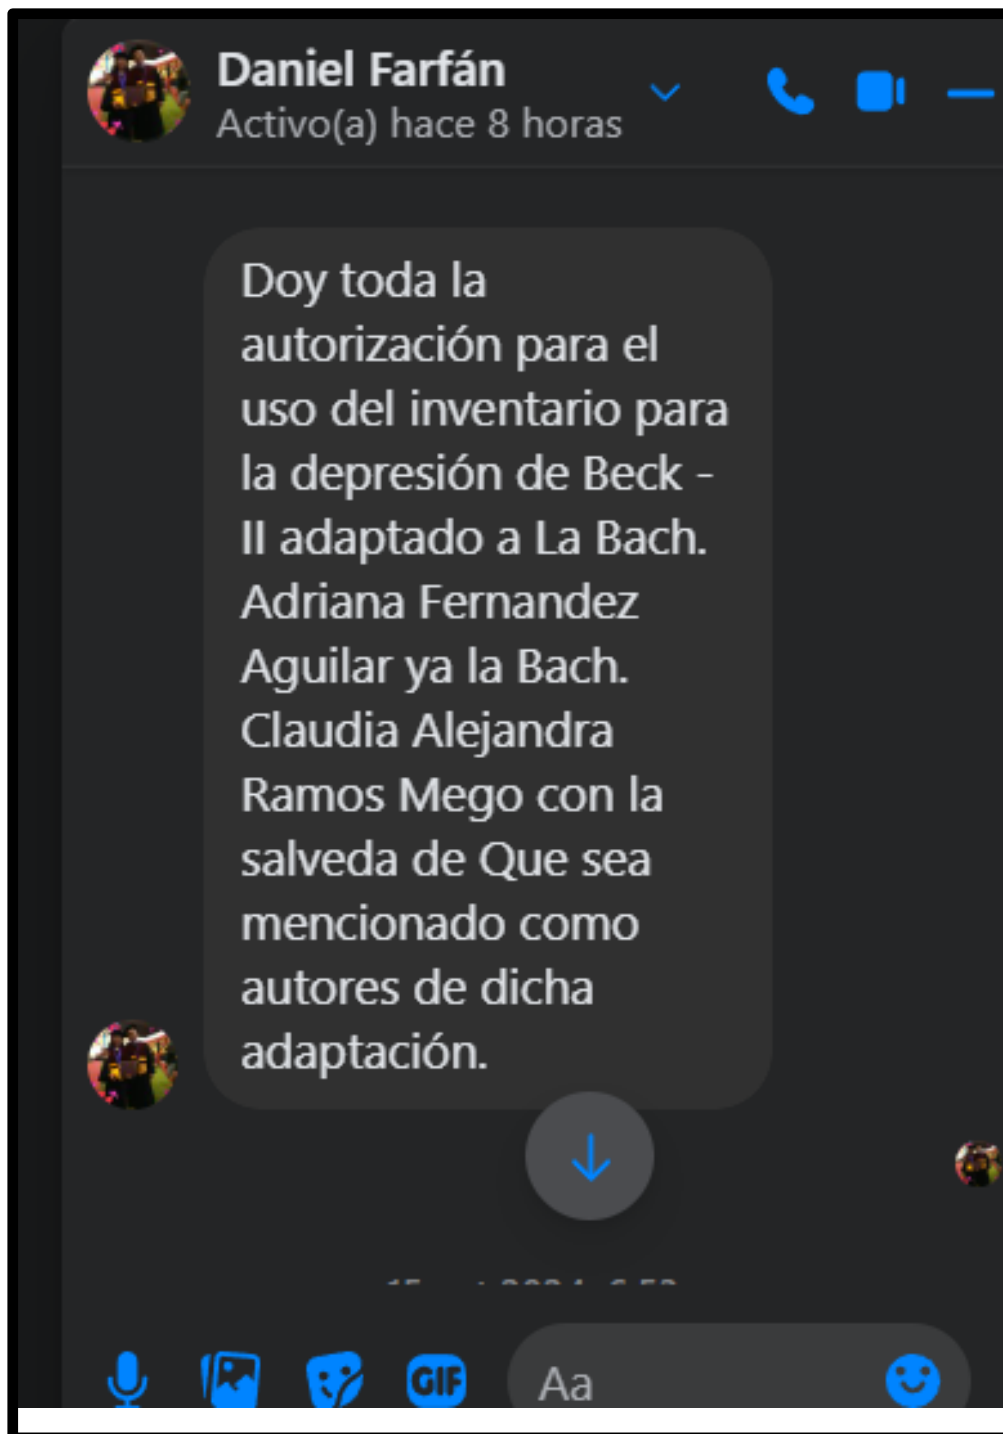 Daniel Farfán
Activo(a) hace 8 horas
Doy toda la
autorización para el
uso del inventario para
la depresión de Beck -
II adaptado a La Bach.
Adriana Fernandez
Aguilar ya la Bach.
Claudia Alejandra
Ramos Mego con la
salveda de Que sea
mencionado como
autores de dicha
adaptación.
GIF
Aa